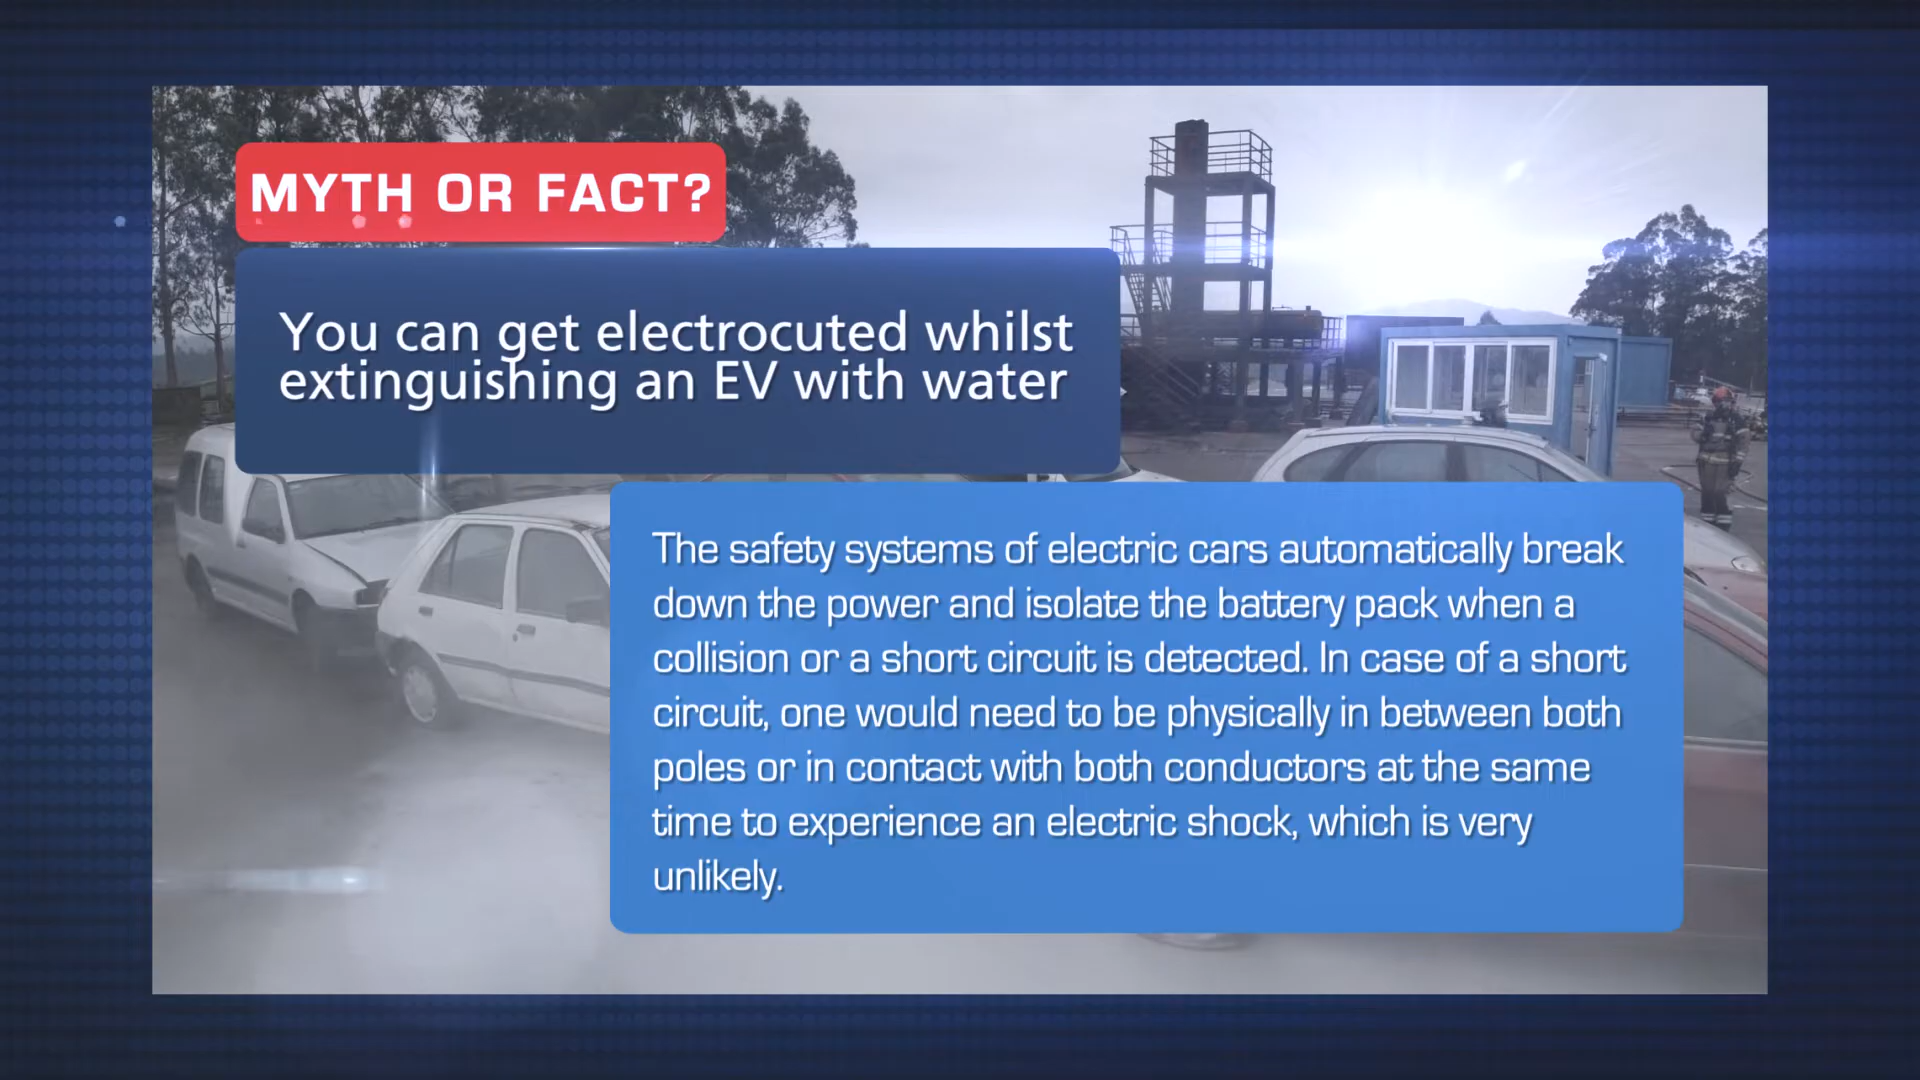 MYTH OR FACT?
You can get electrocuted whilst
extinguishing an EV with water
The safety systems of electric cars automatically break
down the power and isolate the battery pack when a
collision or a short circuit is detected. In case of a short
circuit, one would need to be physically in between both
poles or in contact with both conductors at the same
time to experience an electric shock, which is very
unlikely.